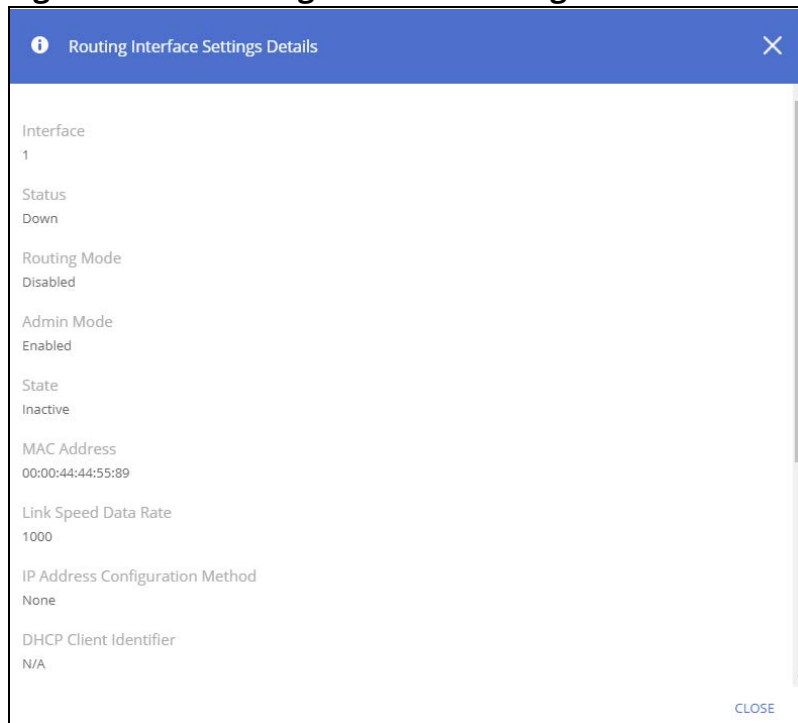 Routing Interface Settings Details
Interface
1
Status
Down
Routing Mode
Disabled
Admin Mode
Enabled
State
Inactive
MAC Address
00:00:44:44:55:89
Link Speed Data Rate
1000
IP Address Configuration Method
None
DHCP Client Identifier
N/A
CLOSE